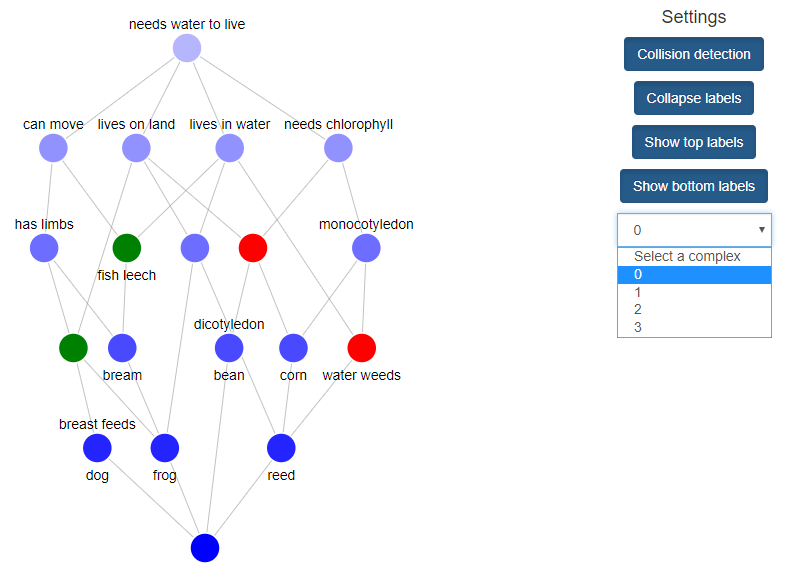 needs water to live
can move
lives on land
lives in water
needs chlorophyll
has limbs
monocotyledon
fish leech
dicotyledon
bream
bean
corn
water weeds
breast feeds
dog
frog
reed
Settings
Collision detection
Collapse labels
Show top labels
Show bottom labels
0
Select a complex
0
1
2
3